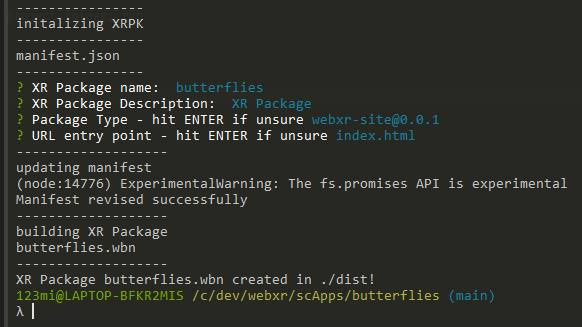 ----------------
initalizing XRPK
----------------
manifest.json
----------------
? XR Package name:  butterflies
? XR Package Description:  XR Package
? Package Type - hit ENTER if unsure webxr-site@0.0.1
? URL entry point - hit ENTER if unsure index.html
-------------------
updating manifest
(node:14776) ExperimentalWarning: The fs.promises API is experimental
Manifest revised successfully
-------------------
building XR Package
butterflies.wbn
-------------------
XR Package butterflies.wbn created in ./dist!
123mi@LAPTOP-BFKR2MIS /c/dev/webxr/scApps/butterflies (main)
λ